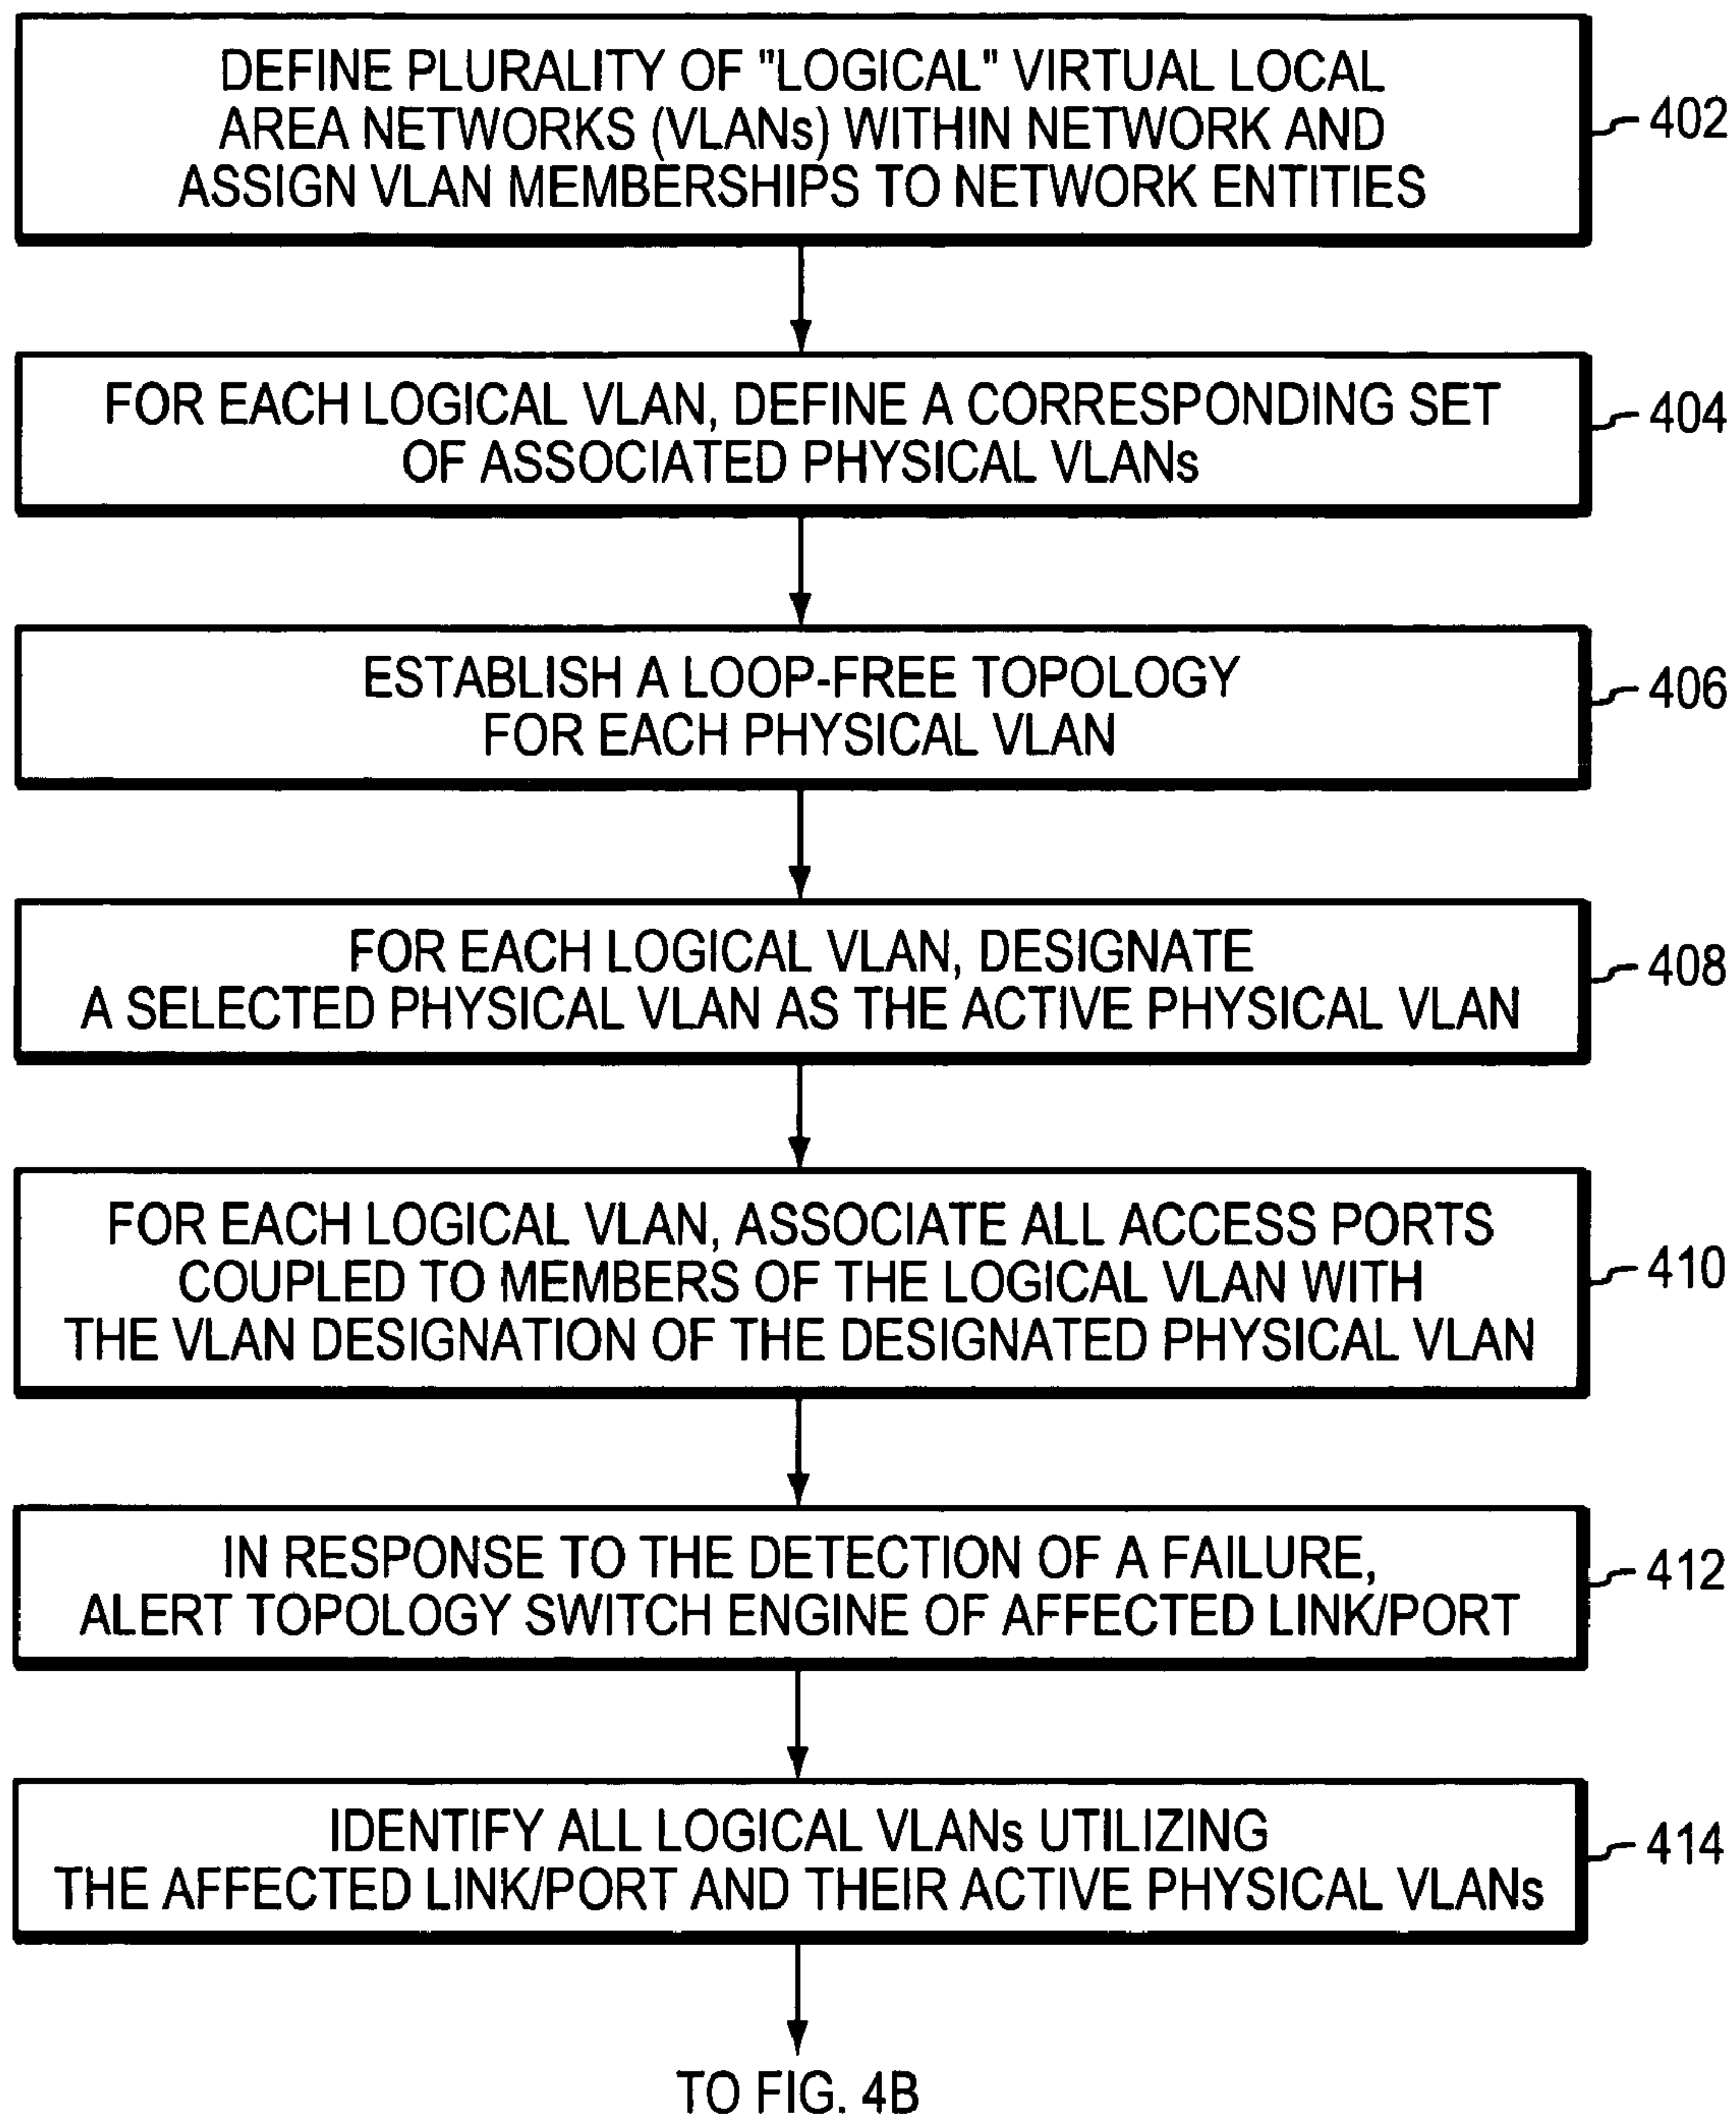 DEFINE PLURALITY OF "LOGICAL" VIRTUAL LOCAL
AREA NETWORKS (VLANs) WITHIN NETWORK AND
ASSIGN VLAN MEMBERSHIPS TO NETWORK ENTITIES
402
FOR EACH LOGICAL VLAN, DEFINE A CORRESPONDING SET
OF ASSOCIATED PHYSICAL VLANs
404
ESTABLISH A LOOP-FREE TOPOLOGY
FOR EACH PHYSICAL VLAN
406
FOR EACH LOGICAL VLAN, DESIGNATE
A SELECTED PHYSICAL VLAN AS THE ACTIVE PHYSICAL VLAN
408
FOR EACH LOGICAL VLAN, ASSOCIATE ALL ACCESS PORTS
COUPLED TO MEMBERS OF THE LOGICAL VLAN WITH
THE VLAN DESIGNATION OF THE DESIGNATED PHYSICAL VLAN
410
IN RESPONSE TO THE DETECTION OF A FAILURE,
ALERT TOPOLOGY SWITCH ENGINE OF AFFECTED LINK/PORT
412
IDENTIFY ALL LOGICAL VLANs UTILIZING
THE AFFECTED LINK/PORT AND THEIR ACTIVE PHYSICAL VLANs
414
TO FIG. 4B